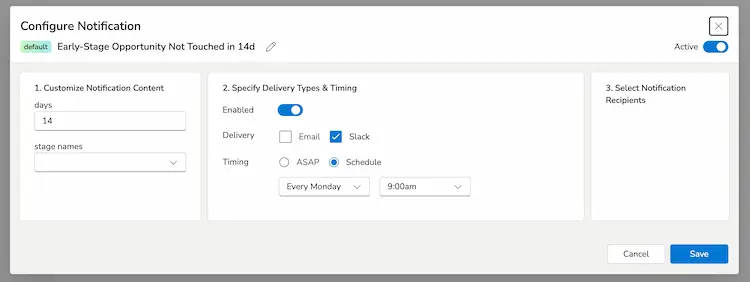 Configure Notification
default Early-Stage Opportunity Not Touched in 14d
Active
1. Customize Notification Content
days
14
stage names
2. Specify Delivery Types & Timing
Enabled
Delivery Email Slack
Timing ASAP Schedule
Every Monday 9:00am
3. Select Notification
Recipients
Cancel Save